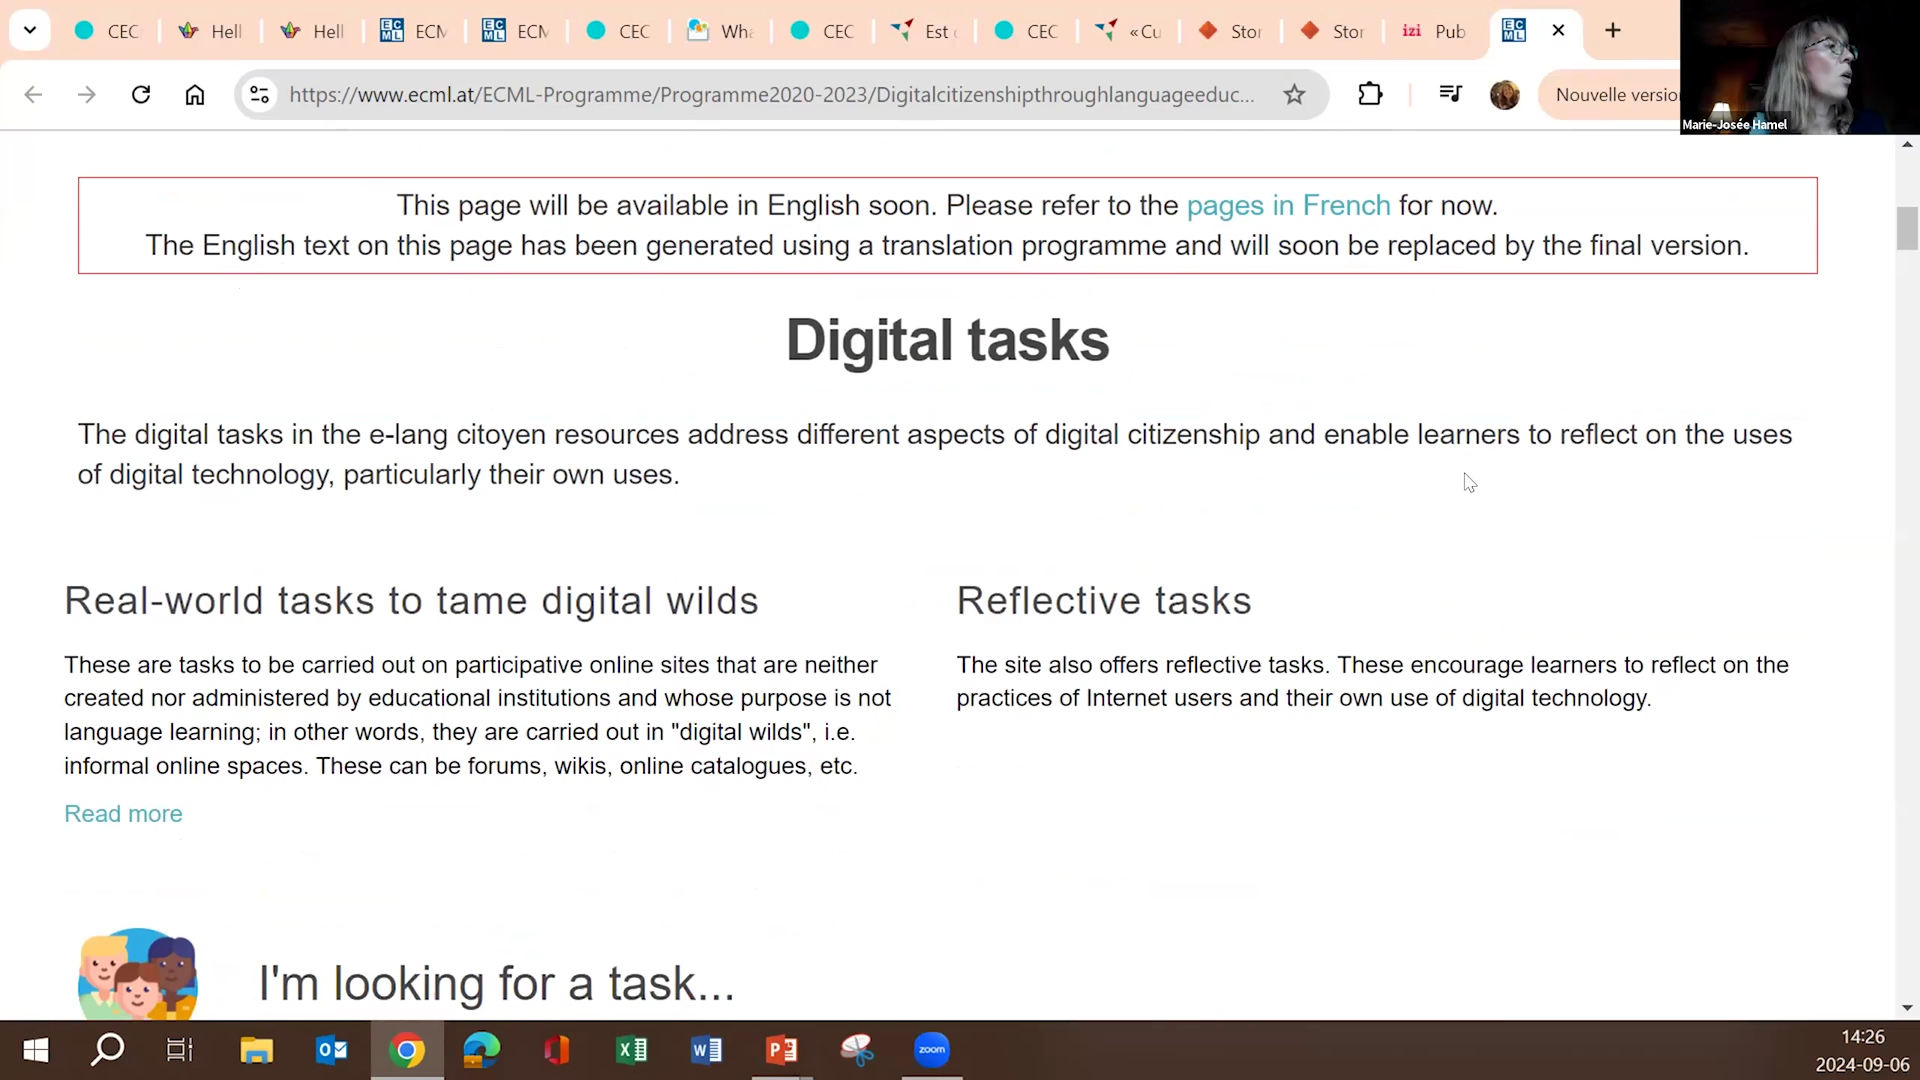 CEC
Hell
Hell
ECM
ECM
CEC
Wha
CEC
Est
CEC
« Cu
Stor
Stor
izi Pub
EC
ML
https://www.ecml.at/ECML-Programme/Programme2020-2023/Digitalcitizenshipthroughlanguageeduc...
Nouvelle version
Marie-Josée Hamel
This page will be available in English soon. Please refer to the pages in French for now.
The English text on this page has been generated using a translation programme and will soon be replaced by the final version.
Digital tasks
The digital tasks in the e-lang citoyen resources address different aspects of digital citizenship and enable learners to reflect on the uses
of digital technology, particularly their own uses.
Real-world tasks to tame digital wilds
These are tasks to be carried out on participative online sites that are neither
created nor administered by educational institutions and whose purpose is not
language learning; in other words, they are carried out in "digital wilds", i.e.
informal online spaces. These can be forums, wikis, online catalogues, etc.
Read more
Reflective tasks
The site also offers reflective tasks. These encourage learners to reflect on the
practices of Internet users and their own use of digital technology.
I'm looking for a task...
zoom
14:26
2024-09-06